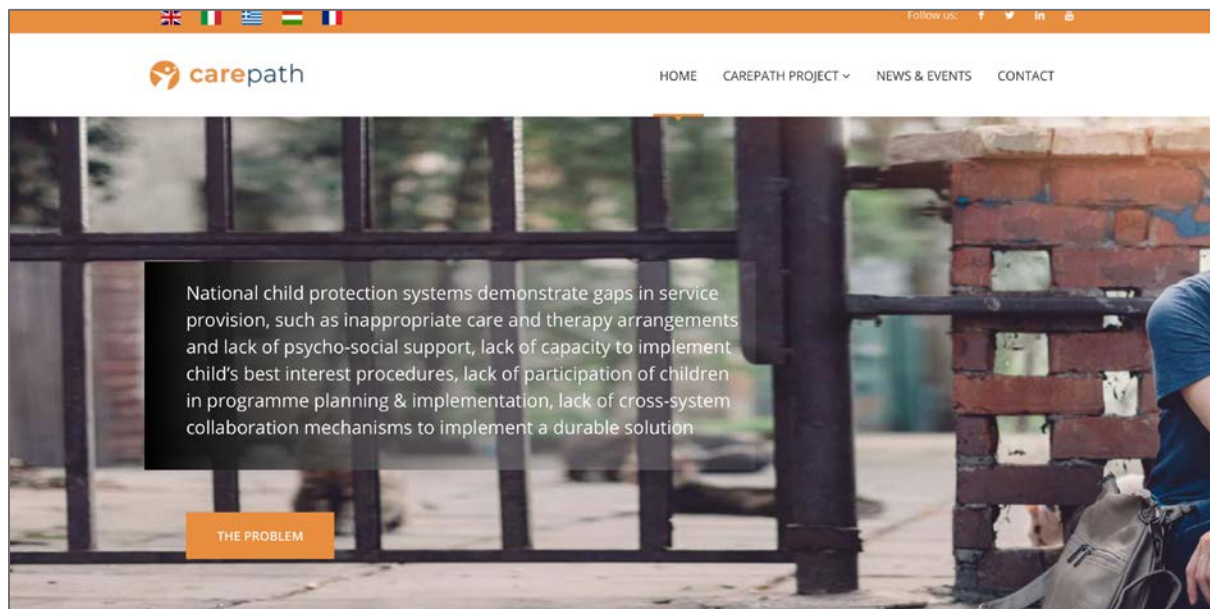 Follow us:
carepath
HOME CAREPATH PROJECT NEWS & EVENTS CONTACT
National child protection systems demonstrate gaps in service
provision, such as inappropriate care and therapy arrangements
and lack of psycho-social support, lack of capacity to implement
child's best interest procedures, lack of participation of children
in programme planning & implementation, lack of cross-system
collaboration mechanisms to implement a durable solution
THE PROBLEM